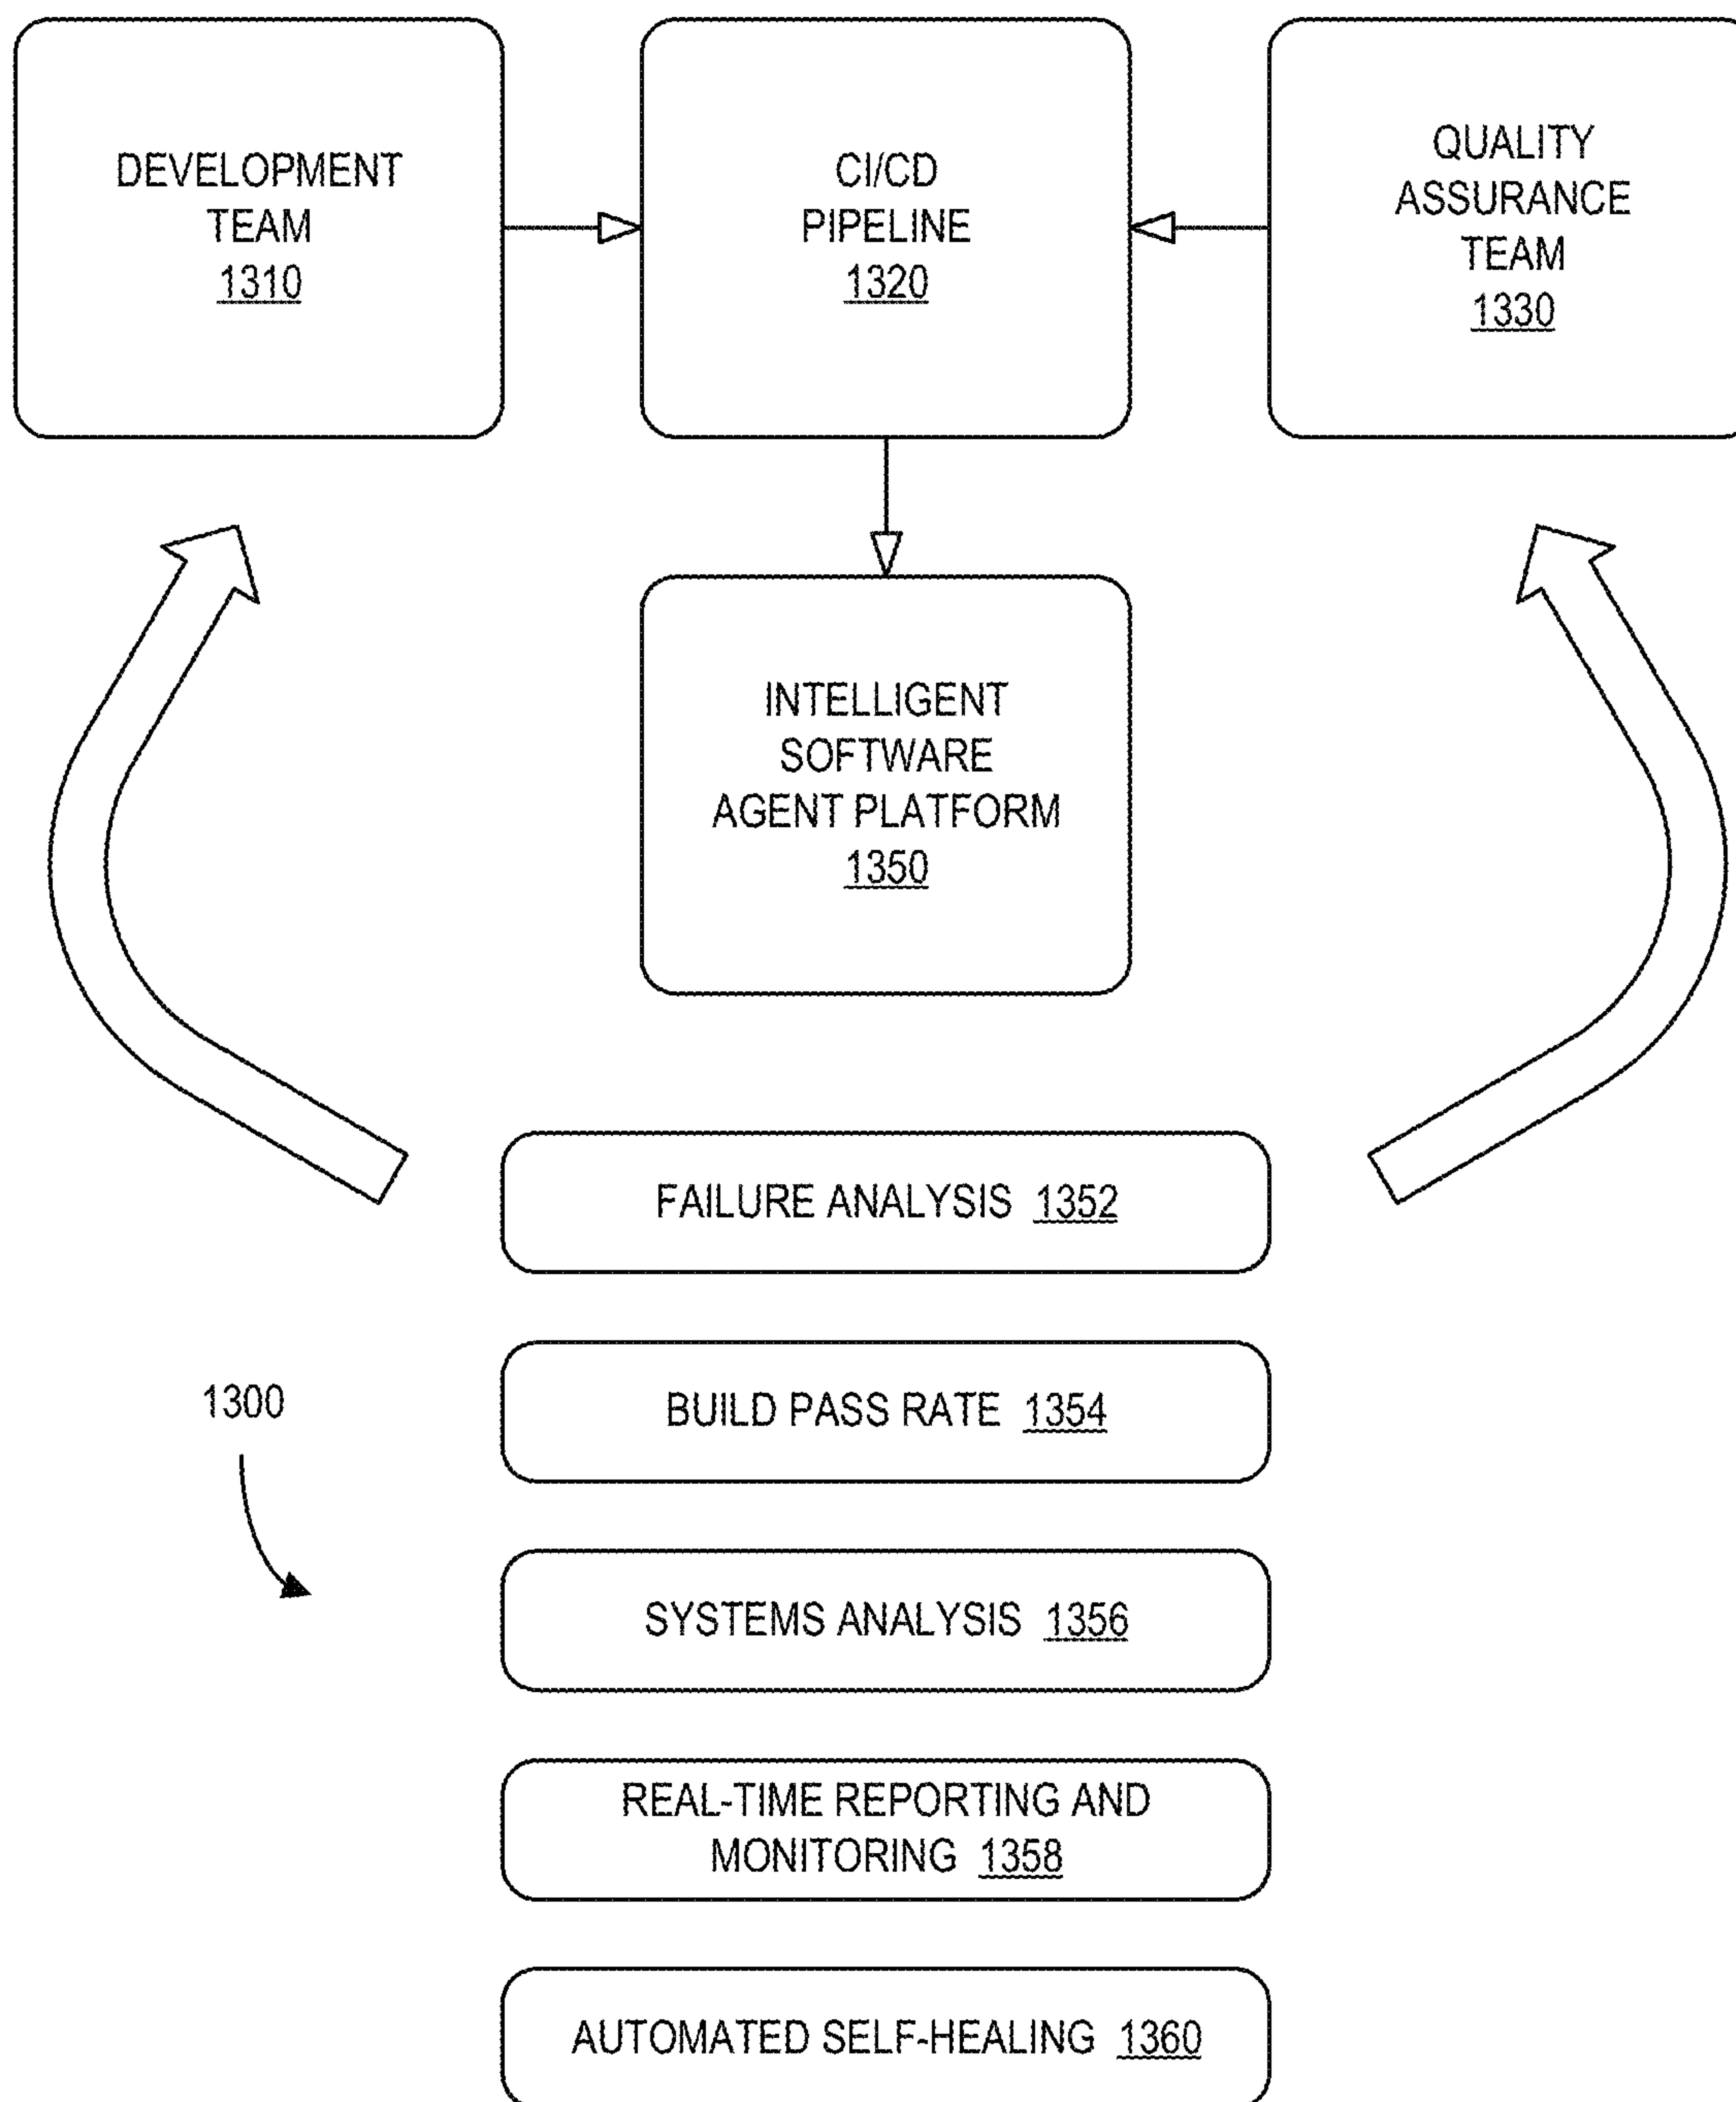 DEVELOPMENT
TEAM
1310
CI/CD
PIPELINE
1320
QUALITY
ASSURANCE
TEAM
1330
INTELLIGENT
SOFTWARE
AGENT PLATFORM
1350
FAILURE ANALYSIS 1352
BUILD PASS RATE 1354
1300
SYSTEMS ANALYSIS 1356
REAL-TIME REPORTING AND
MONITORING 1358
AUTOMATED SELF-HEALING 1360